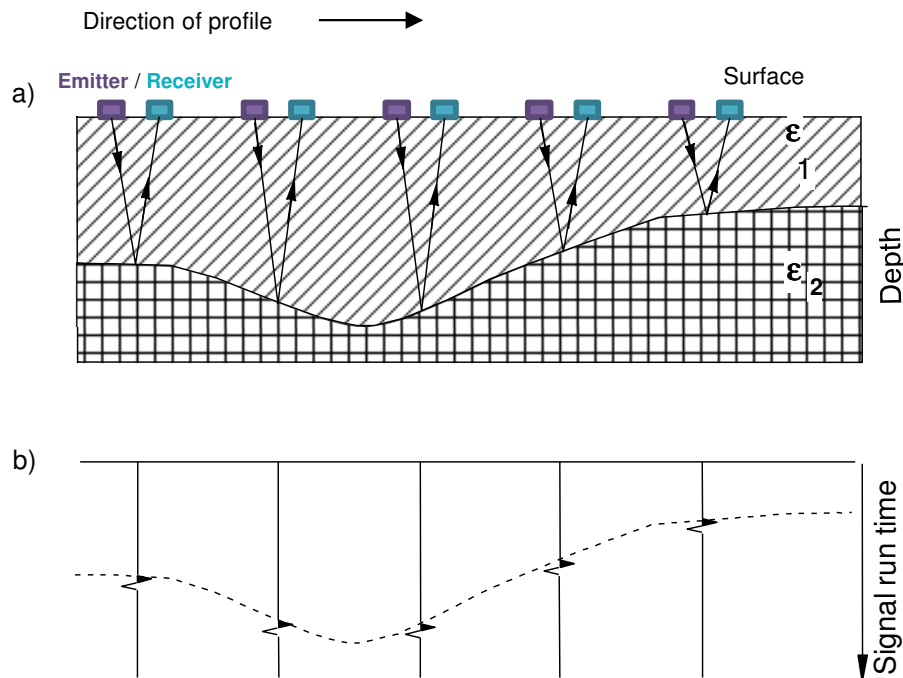 Direction of profile
a)
Emitter / Receiver
Surface
ε
1
ε 2
Depth
b)
Signal run time